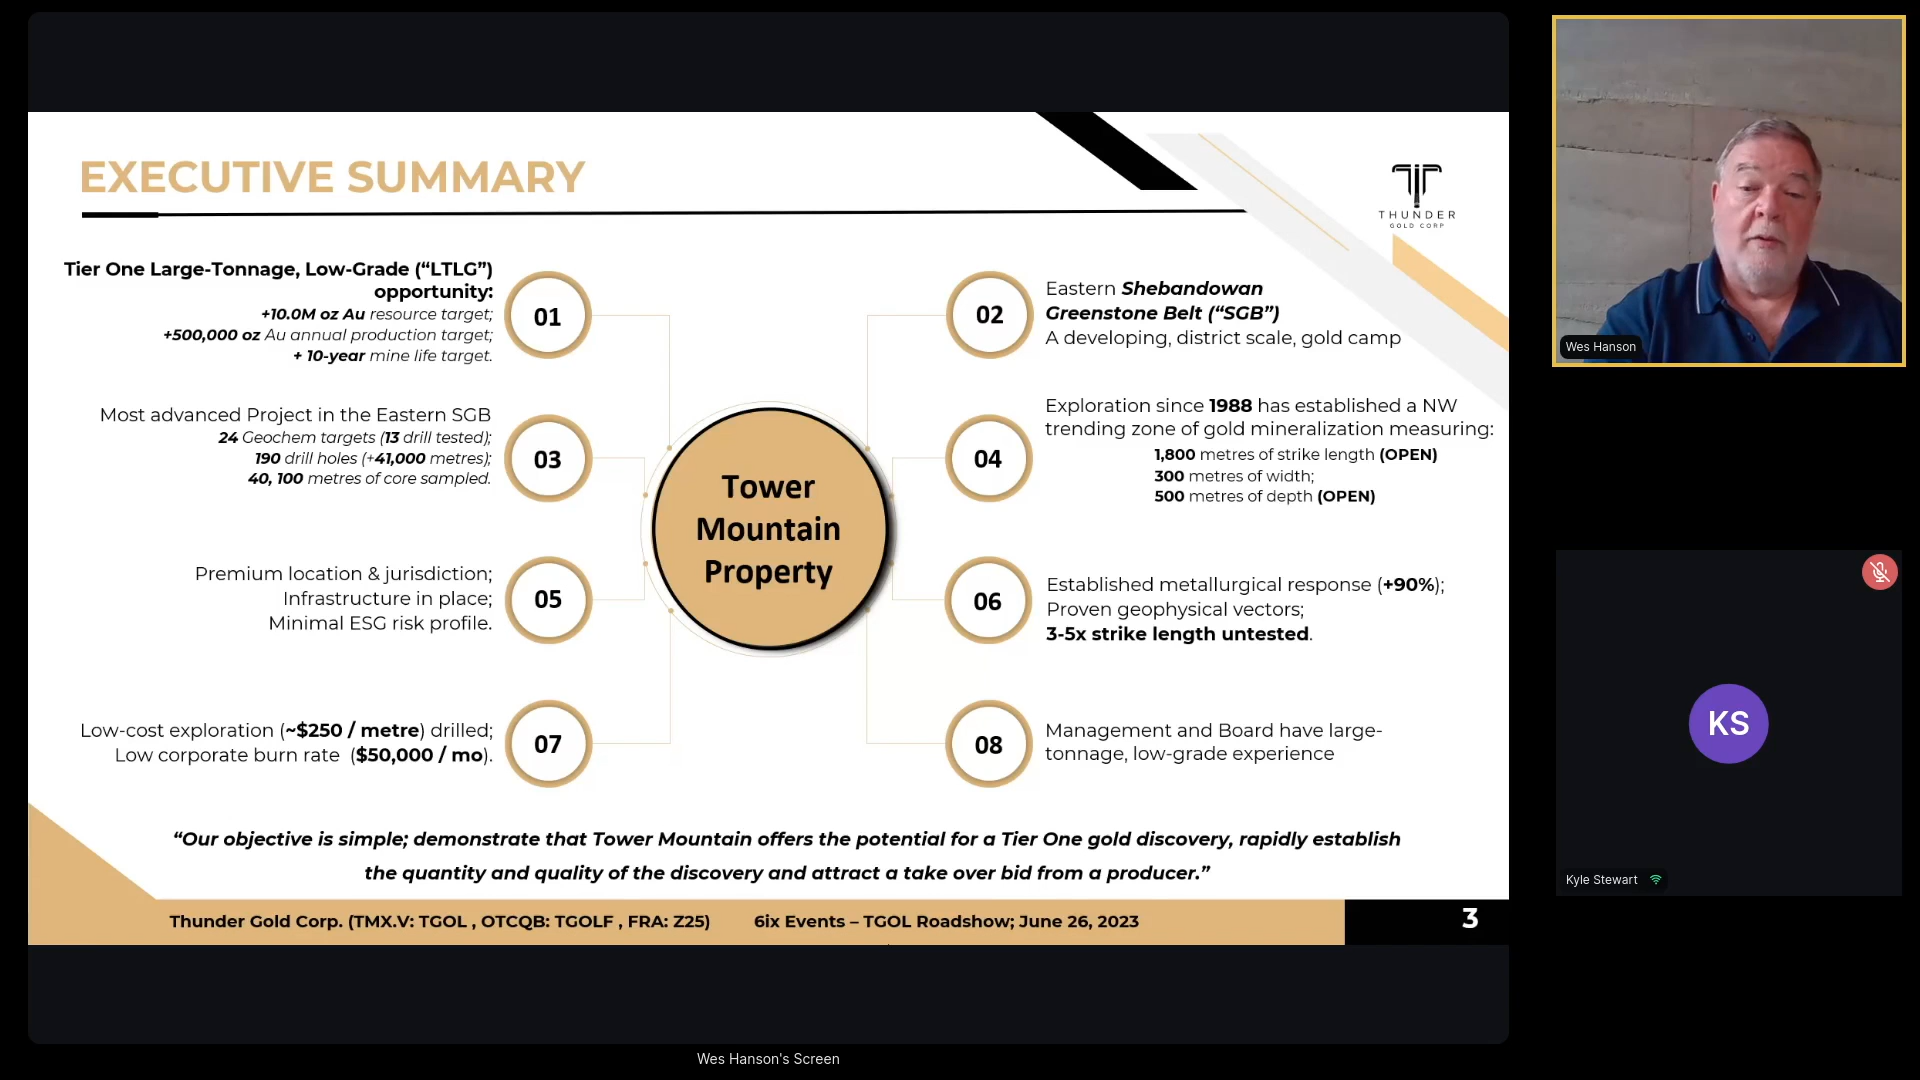 EXECUTIVE SUMMARY
THUNDER
GOLD CORP
Tier One Large-Tonnage, Low-Grade (“LTLG”)
opportunity:
+10.0M oz Au resource target;
+500,000 oz Au annual production target;
+ 10-year mine life target.
01
02
Eastern Shebandowan
Greenstone Belt (“SGB”)
A developing, district scale, gold camp
Most advanced Project in the Eastern SGB
24 Geochem targets (13 drill tested);
190 drill holes (+41,000 metres);
40, 100 metres of core sampled.
03
04
Exploration since 1988 has established a NW
trending zone of gold mineralization measuring:
1,800 metres of strike length (OPEN)
300 metres of width;
500 metres of depth (OPEN)
Tower
Mountain
Property
Premium location & jurisdiction;
Infrastructure in place;
Minimal ESG risk profile.
05
06
Established metallurgical response (+90%);
Proven geophysical vectors;
3-5x strike length untested.
Low-cost exploration (~$250 / metre) drilled;
Low corporate burn rate ($50,000 / mo).
07
08
Management and Board have large-
tonnage, low-grade experience
“Our objective is simple; demonstrate that Tower Mountain offers the potential for a Tier One gold discovery, rapidly establish
the quantity and quality of the discovery and attract a take over bid from a producer.”
Thunder Gold Corp. (TMX.V: TGOL , OTCQB: TGOLF , FRA: Z25) 6ix Events – TGOL Roadshow; June 26, 2023
3
Wes Hanson's Screen
Wes Hanson
KS
Kyle Stewart